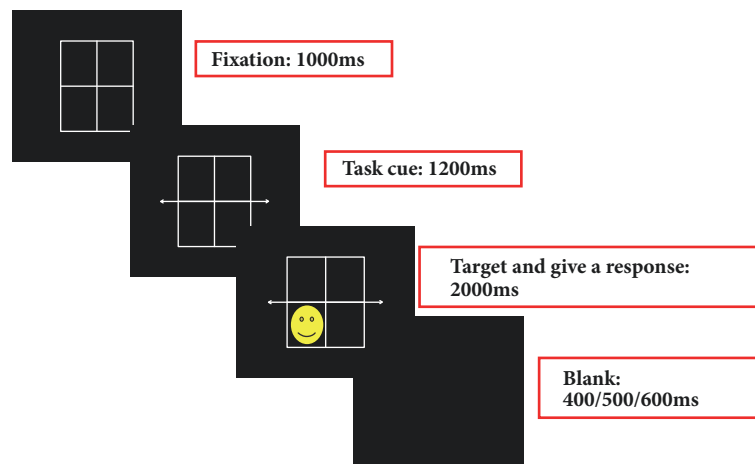 Fixation: 1000ms
Task cue: 1200ms
Target and give a response:
2000ms
Blank:
400/500/600ms